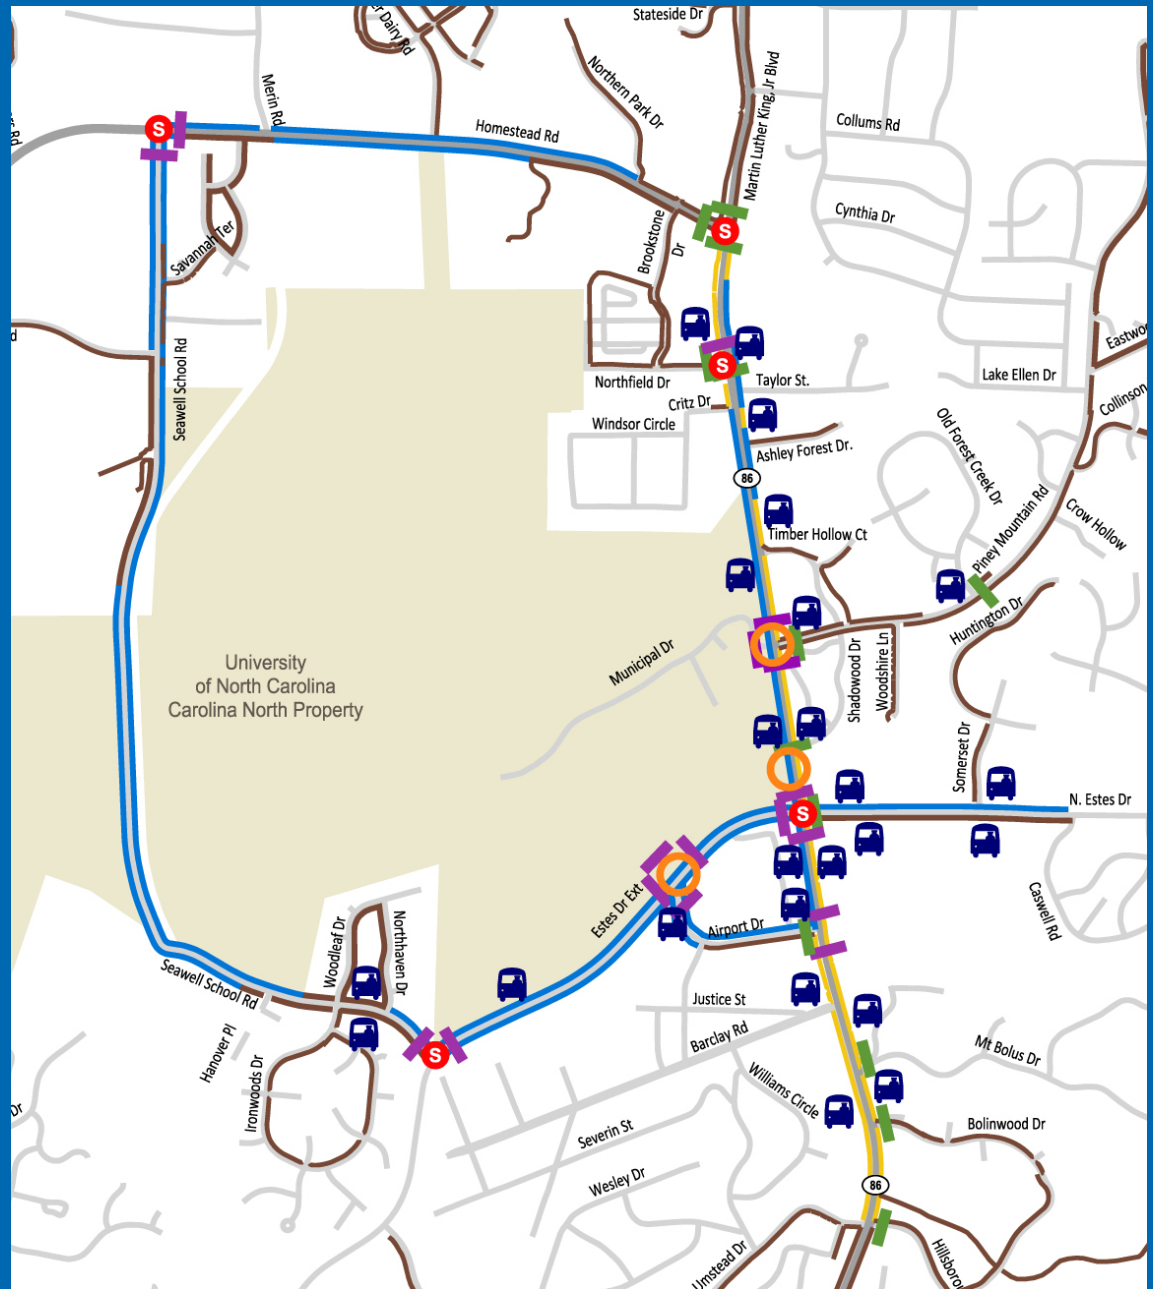 Stateside Dr
Dairy Rd
Northern Park Dr
Merin Rd
Martin Luther King, Jr Blvd
Homestead Rd
Collums Rd
Rd
S
S
Cynthia Dr
Brookstone
Dr
Savannah Ter
Seawell School Rd
S
Northfield Dr
Taylor St.
Lake Ellen Dr
Critz Dr
Windsor Circle
Collinson
Ashley Forest Dr.
Old Forest Creek Dr
86
Piney Mountain Rd
Crow Hollow
Timber Hollow Ct
Huntington Dr
Municipal Dr
Shadowood Dr
Woodshire Ln
University
of North Carolina
Carolina North Property
Somerset Dr
N. Estes Dr
S
Estes Dr Ext
Caswell Rd
Airport Dr
Woodleaf Dr
Northhaven Dr
Seawell School Rd
Justice St
Barclay Rd
Hanover Pl
S
Mt Bolus Dr
Ironwoods Dr
Williams Circle
Dr
Severin St
Bolinwood Dr
Wesley Dr
86
Umstead Dr